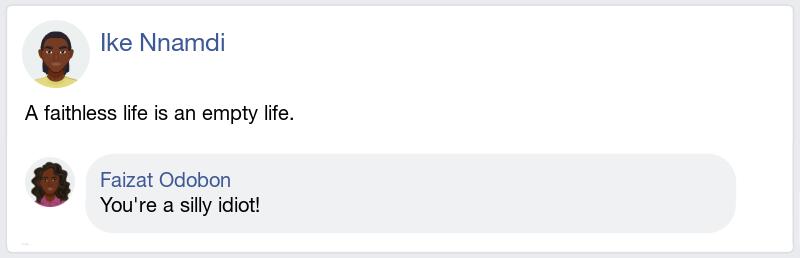 Ike Nnamdi
A faithless life is an empty life.
Faizat Odobon
You're a silly idiot!